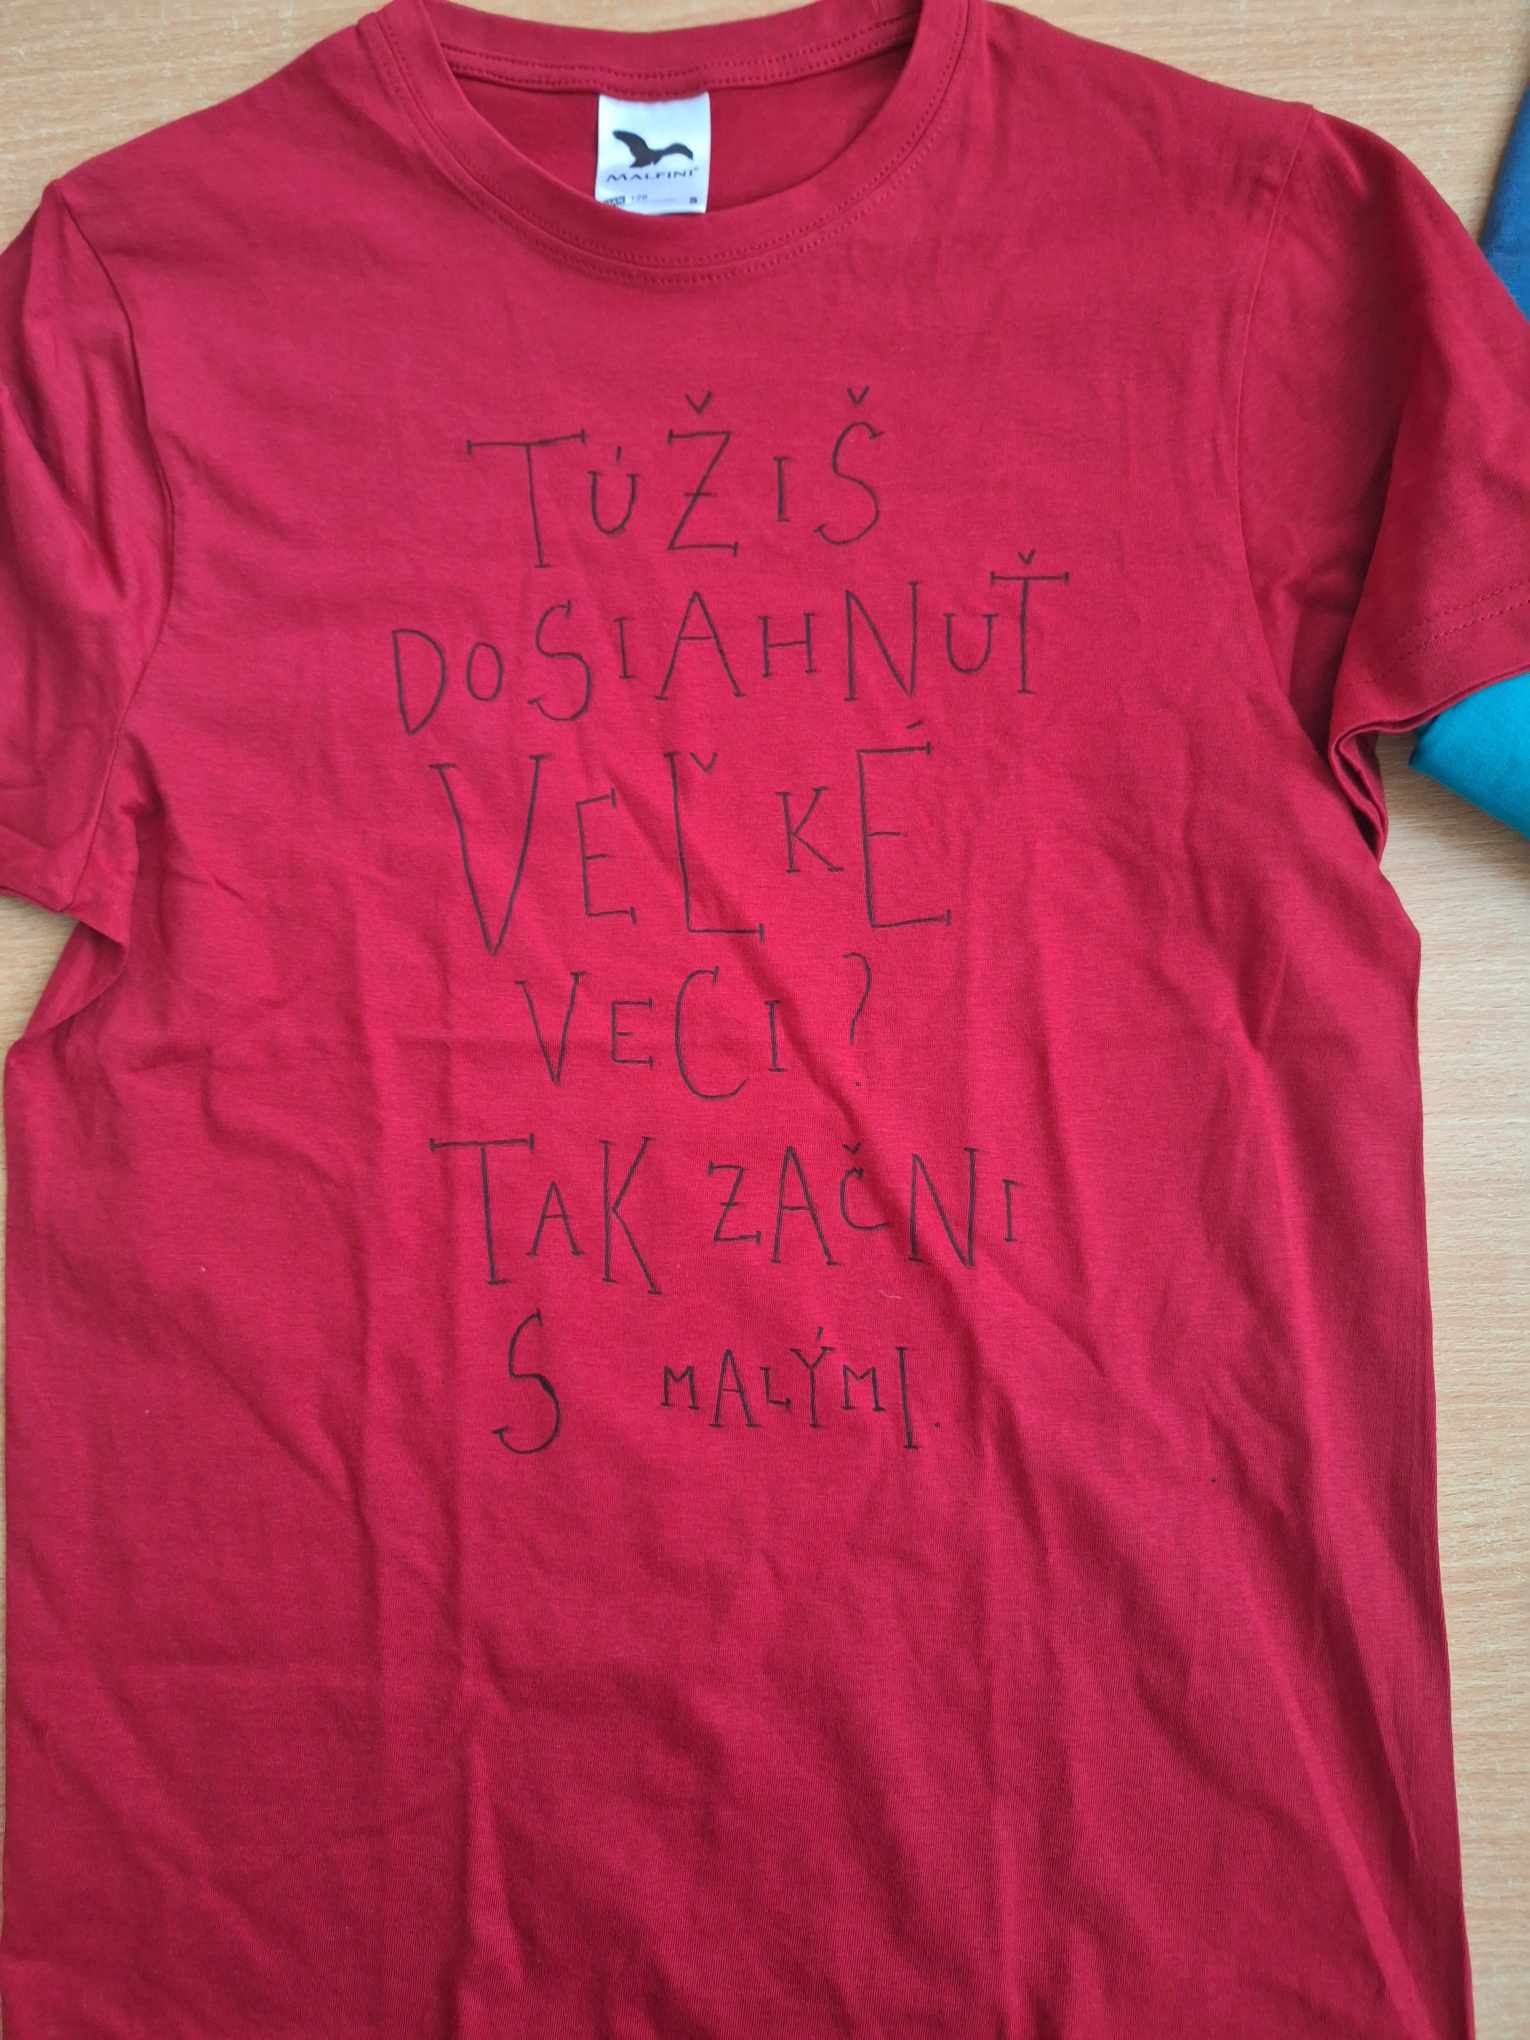 MALFINI®
S
TÚŽIŠ
DOSIAHNUŤ
VEĽKÉ
VECI?
TAK ZAČNI
S MALÝMI.